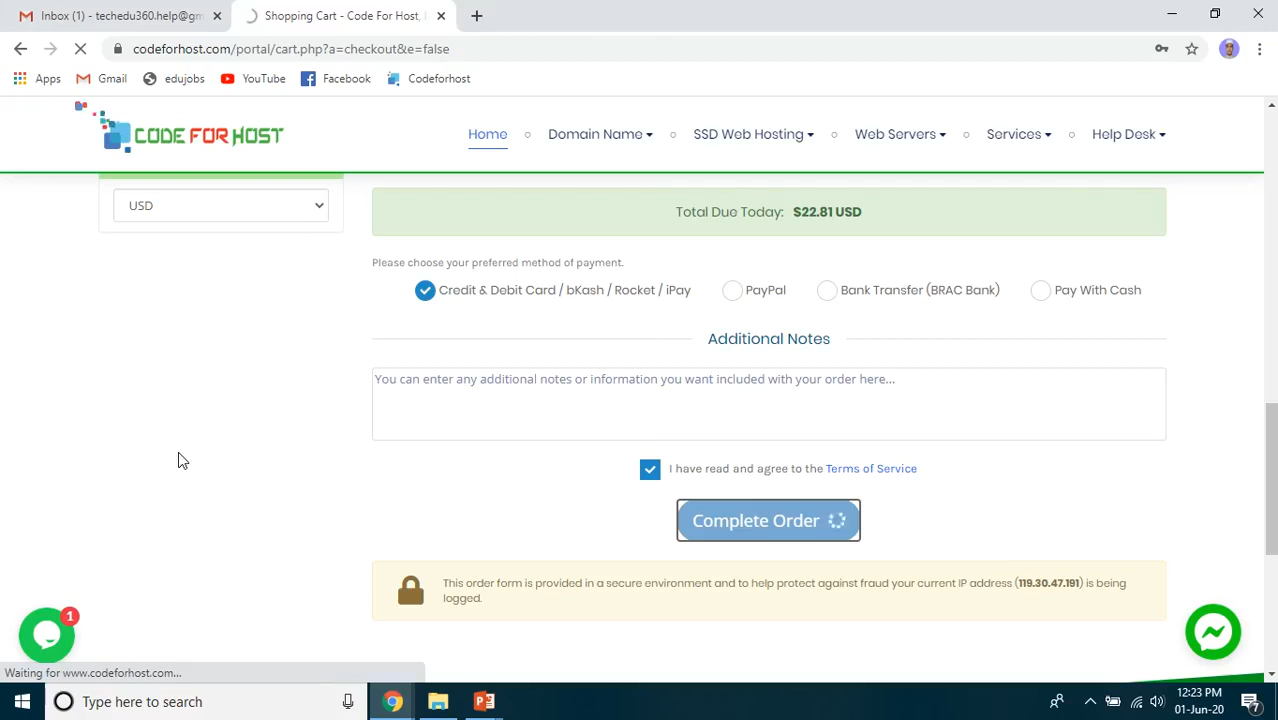 Inbox (1) - techedu360.help@gm
Shopping Cart - Code For Host, I
codeforhost.com/portal/cart.php?a=checkout&e=false
Apps Gmail edujobs YouTube Facebook Codeforhost
CODE FOR HOST
Home Domain Name SSD Web Hosting Web Servers Services Help Desk
USD
Total Due Today: $22.81 USD
Please choose your preferred method of payment.
Credit & Debit Card / bKash / Rocket / iPay PayPal Bank Transfer (BRAC Bank) Pay With Cash
Additional Notes
You can enter any additional notes or information you want included with your order here...
I have read and agree to the Terms of Service
Complete Order
This order form is provided in a secure environment and to help protect against fraud your current IP address (119.30.47.191) is being
logged.
1
Waiting for www.codeforhost.com...
Type here to search
12:23 PM
01-Jun-20
7